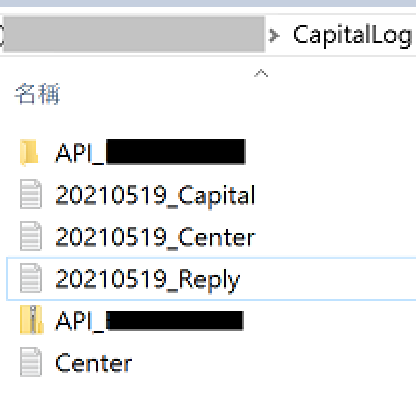 CapitalLog
名稱
API_
20210519_Capital
20210519_Center
20210519_Reply
API_
Center